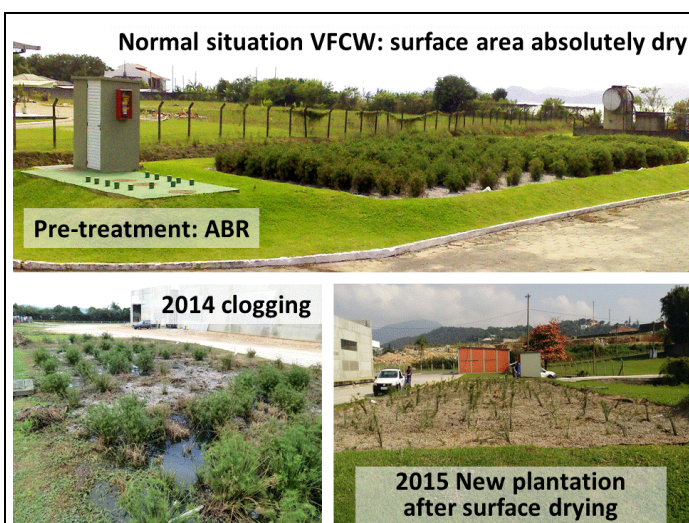 Normal situation VFCW: surface area absolutely dry
Pre-treatment: ABR
2014 clogging
2015 New plantation
after surface drying